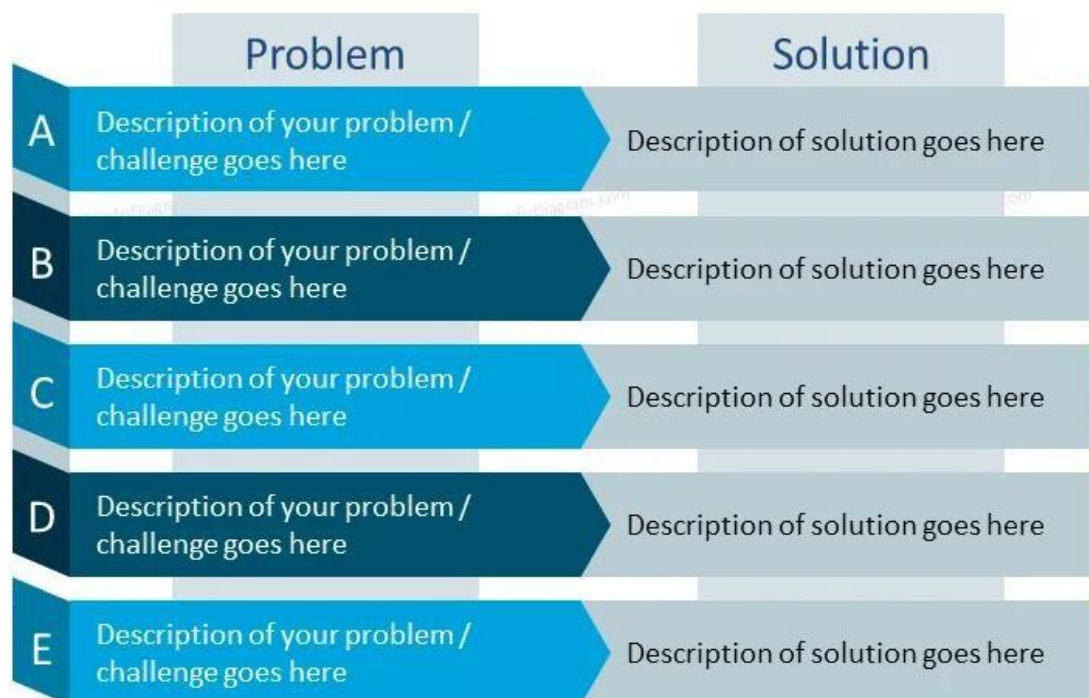 Problem
Solution
A
Description of your problem /
challenge goes here
Description of solution goes here
B
Description of your problem /
challenge goes here
Description of solution goes here
C
Description of your problem /
challenge goes here
Description of solution goes here
D
Description of your problem /
challenge goes here
Description of solution goes here
E
Description of your problem /
challenge goes here
Description of solution goes here